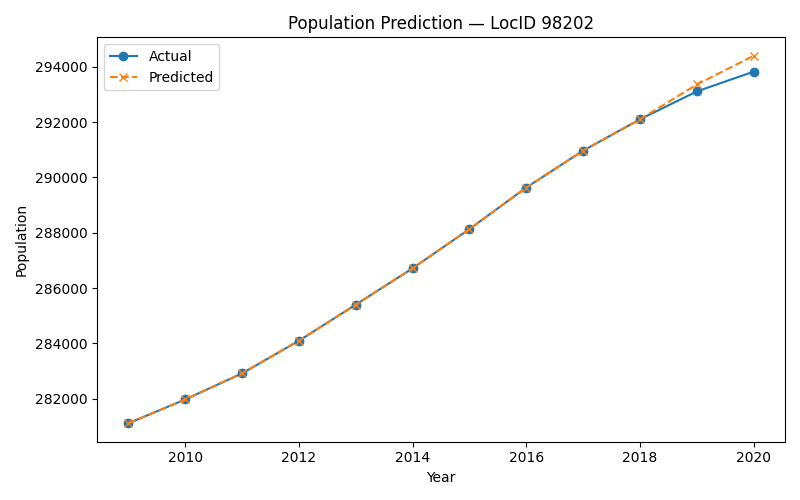 Population Prediction — LocID 98202
Actual
Predicted
294000
292000
290000
288000
286000
284000
282000
Population
2010
2012
2014
2016
2018
2020
Year